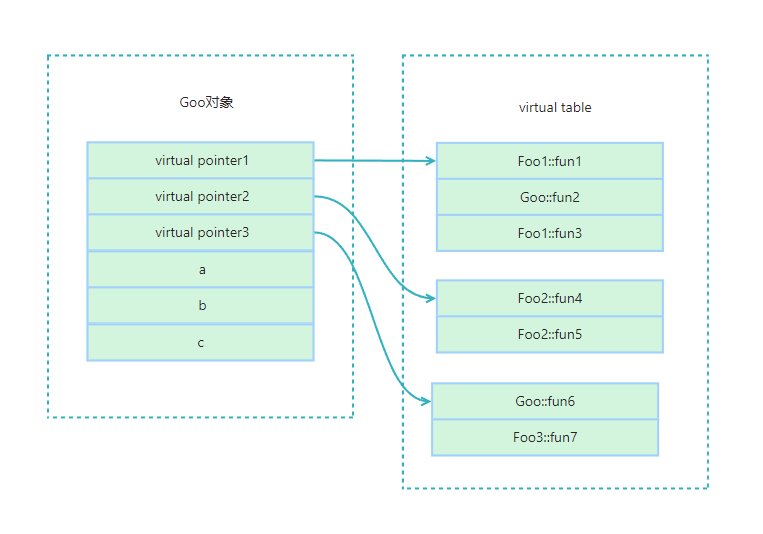 Goo对象
virtual pointer1
virtual pointer2
virtual pointer3
a
b
c
virtual table
Foo1::fun1
Goo::fun2
Foo1::fun3
Foo2::fun4
Foo2::fun5
Goo::fun6
Foo3::fun7